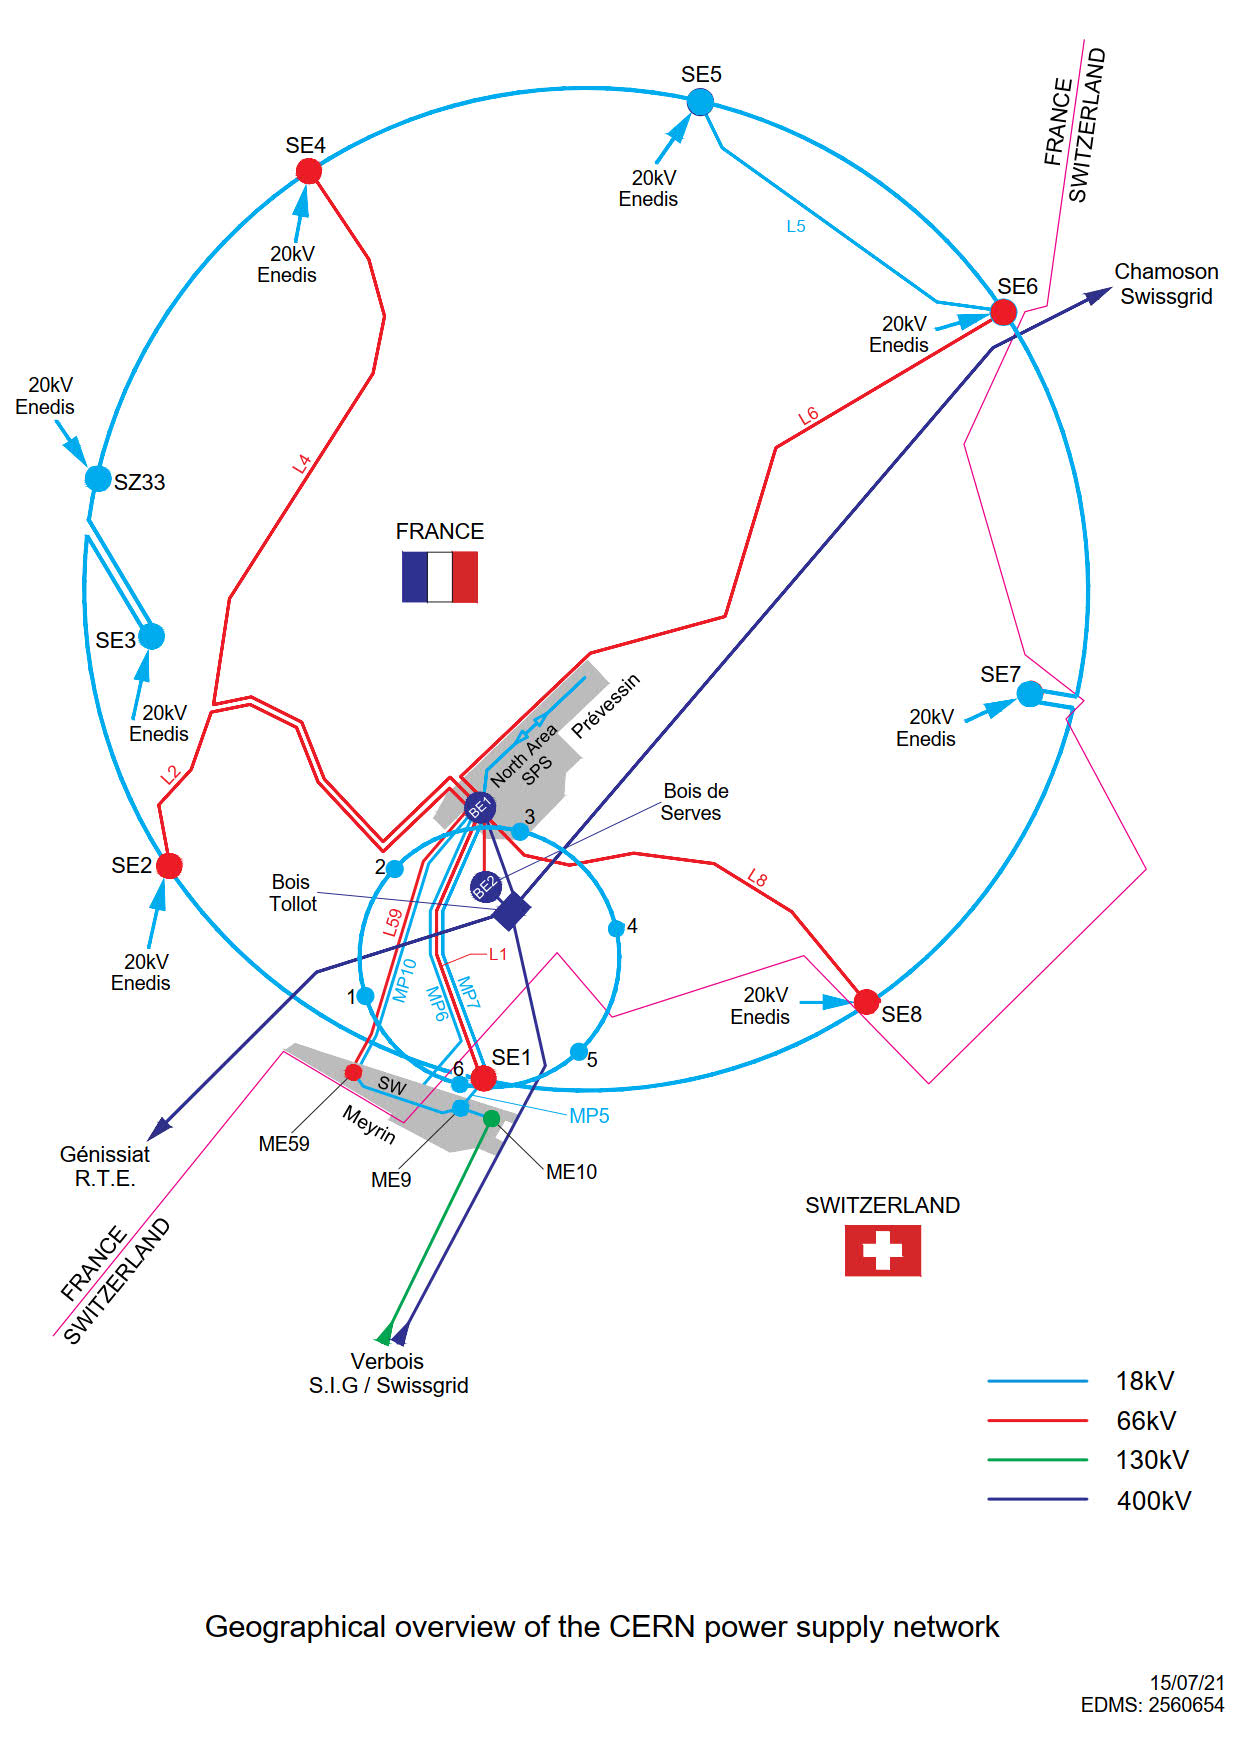 SE5
FRANCE
SWITZERLAND
SE4
20kV
Enedis
L5
20kV
Enedis
Chamoson
Swissgrid
SE6
20kV
Enedis
20kV
Enedis
L6
L4
SZ33
FRANCE
SE3
SE7
20kV
Enedis
20kV
Enedis
Prévessin
North Area
SPS
L2
BE1
Bois de
Serves
3
SE2
2
L8
BE2
Bois
Tollot
L59
4
20kV
Enedis
L1
MP10
MP6
MP7
1
20kV
Enedis
SE8
SE1
5
6
SW
MP5
Meyrin
ME59
ME9
ME10
Génissiat
R.T.E.
SWITZERLAND
FRANCE
SWITZERLAND
Verbois
S.I.G / Swissgrid
18kV
66kV
130kV
400kV
Geographical overview of the CERN power supply network
15/07/21
EDMS: 2560654